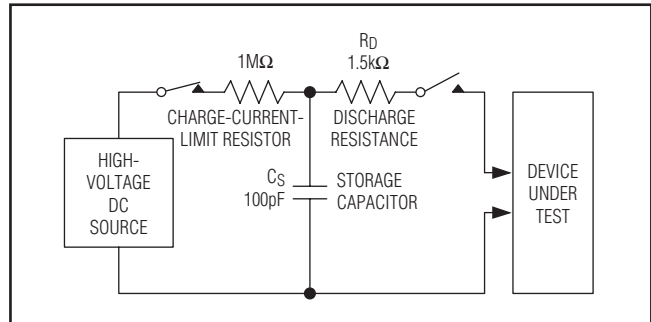 1MΩ
CHARGE-CURRENT-
LIMIT RESISTOR
RD
1.5kΩ
DISCHARGE
RESISTANCE
HIGH-
VOLTAGE
DC
SOURCE
CS
100pF
STORAGE
CAPACITOR
DEVICE
UNDER
TEST